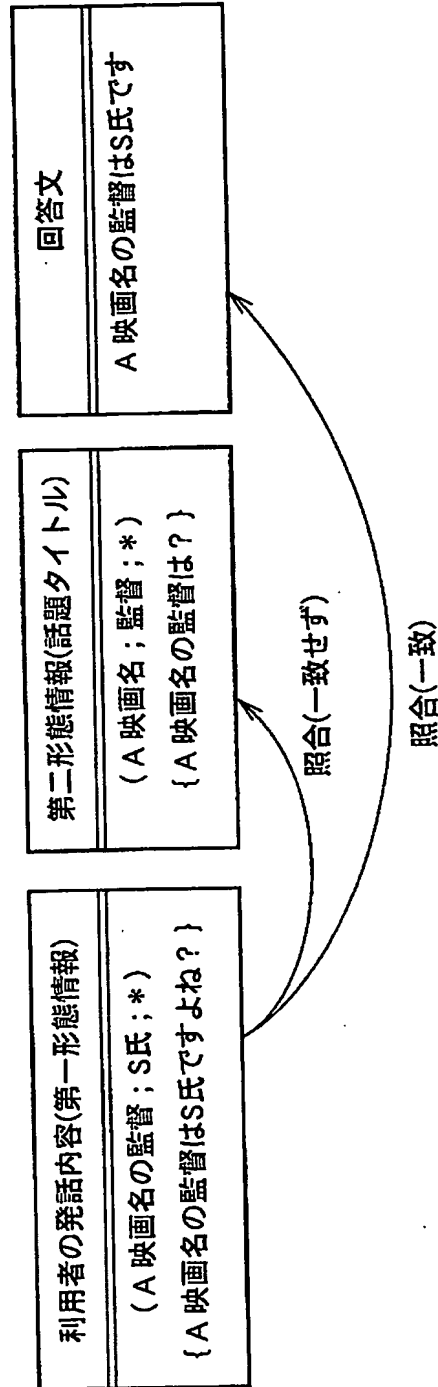 利用者の発話内容(第一形態情報)
(A映画名の監督;S氏;*)
{A映画名の監督はS氏ですよね?}
第二形態情報(話題タイトル)
(A映画名;監督;*)
{A映画名の監督は?}
回答文
A映画名の監督はS氏です
照合(一致せず)
照合(一致)